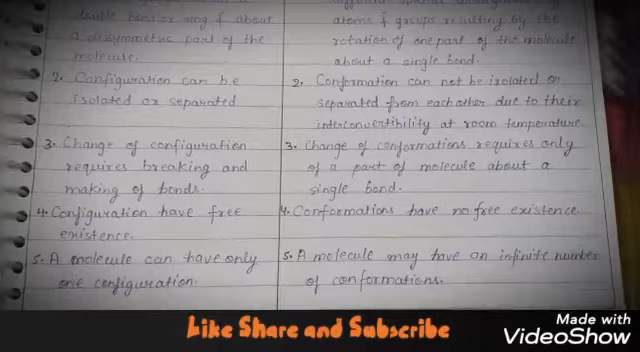 double bond or ring & about
a dissymmetric part of the
molecule.
2. Configuration can be
isolated or separated
3. Change of configuration
requires breaking and
making of bonds.
4. Configuration have free
existence.
5. A molecule can have only
one configuration.
atoms & groups resulting by the
rotation of one part of the molecule
about a single bond.
2. Conformation can not be isolated or
separated from each other due to their
interconvertibility at room temperature
3. Change of conformations requires only
of a part of molecule about a
single bond.
4. Conformations have no free existence
5. A molecule may have an infinite number
of conformations.
Like Share and Subscribe
Made with
VideoShow